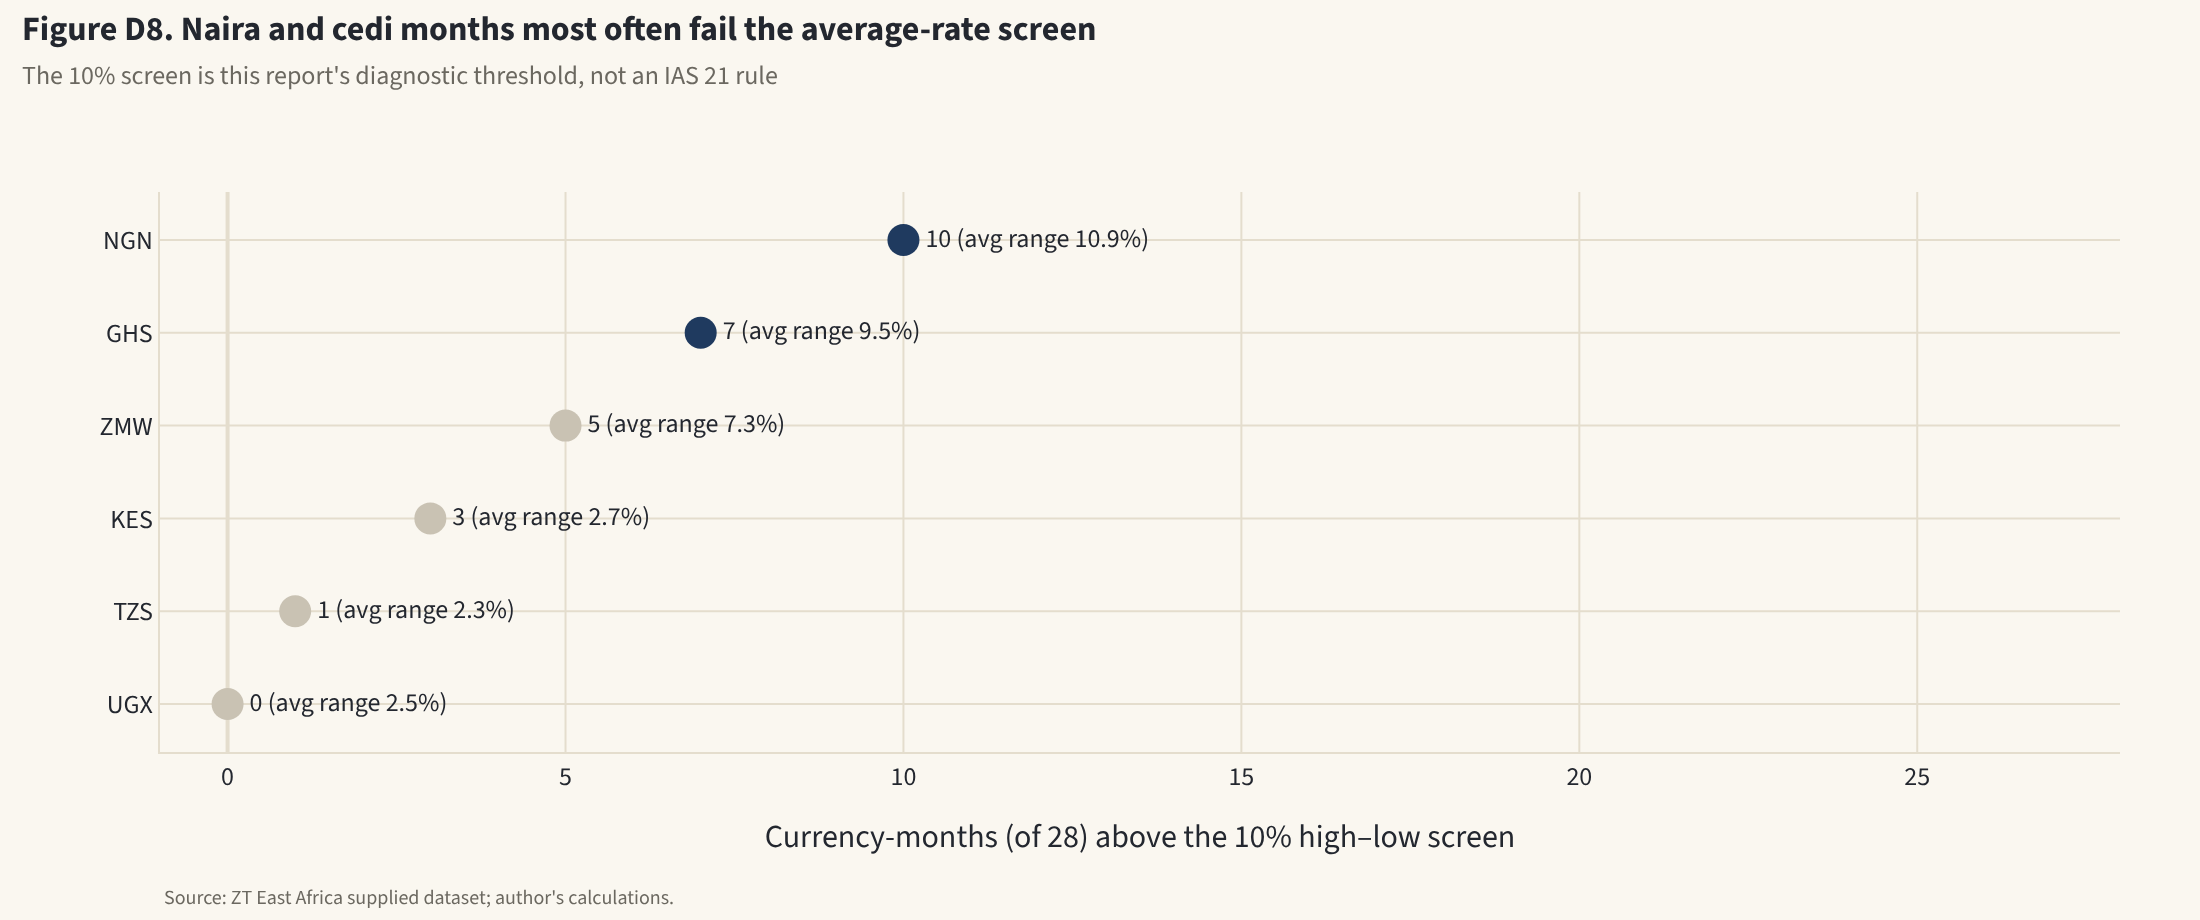 Figure D8. Naira and cedi months most often fail the average-rate screen
The 10% screen is this report's diagnostic threshold, not an IAS 21 rule
NGN
10 (avg range 10.9%)
GHS
7 (avg range 9.5%)
ZMW
5 (avg range 7.3%)
KES
3 (avg range 2.7%)
TZS
1 (avg range 2.3%)
UGX
0 (avg range 2.5%)
0 5 10 15 20 25
Currency-months (of 28) above the 10% high–low screen
Source: ZT East Africa supplied dataset; author's calculations.